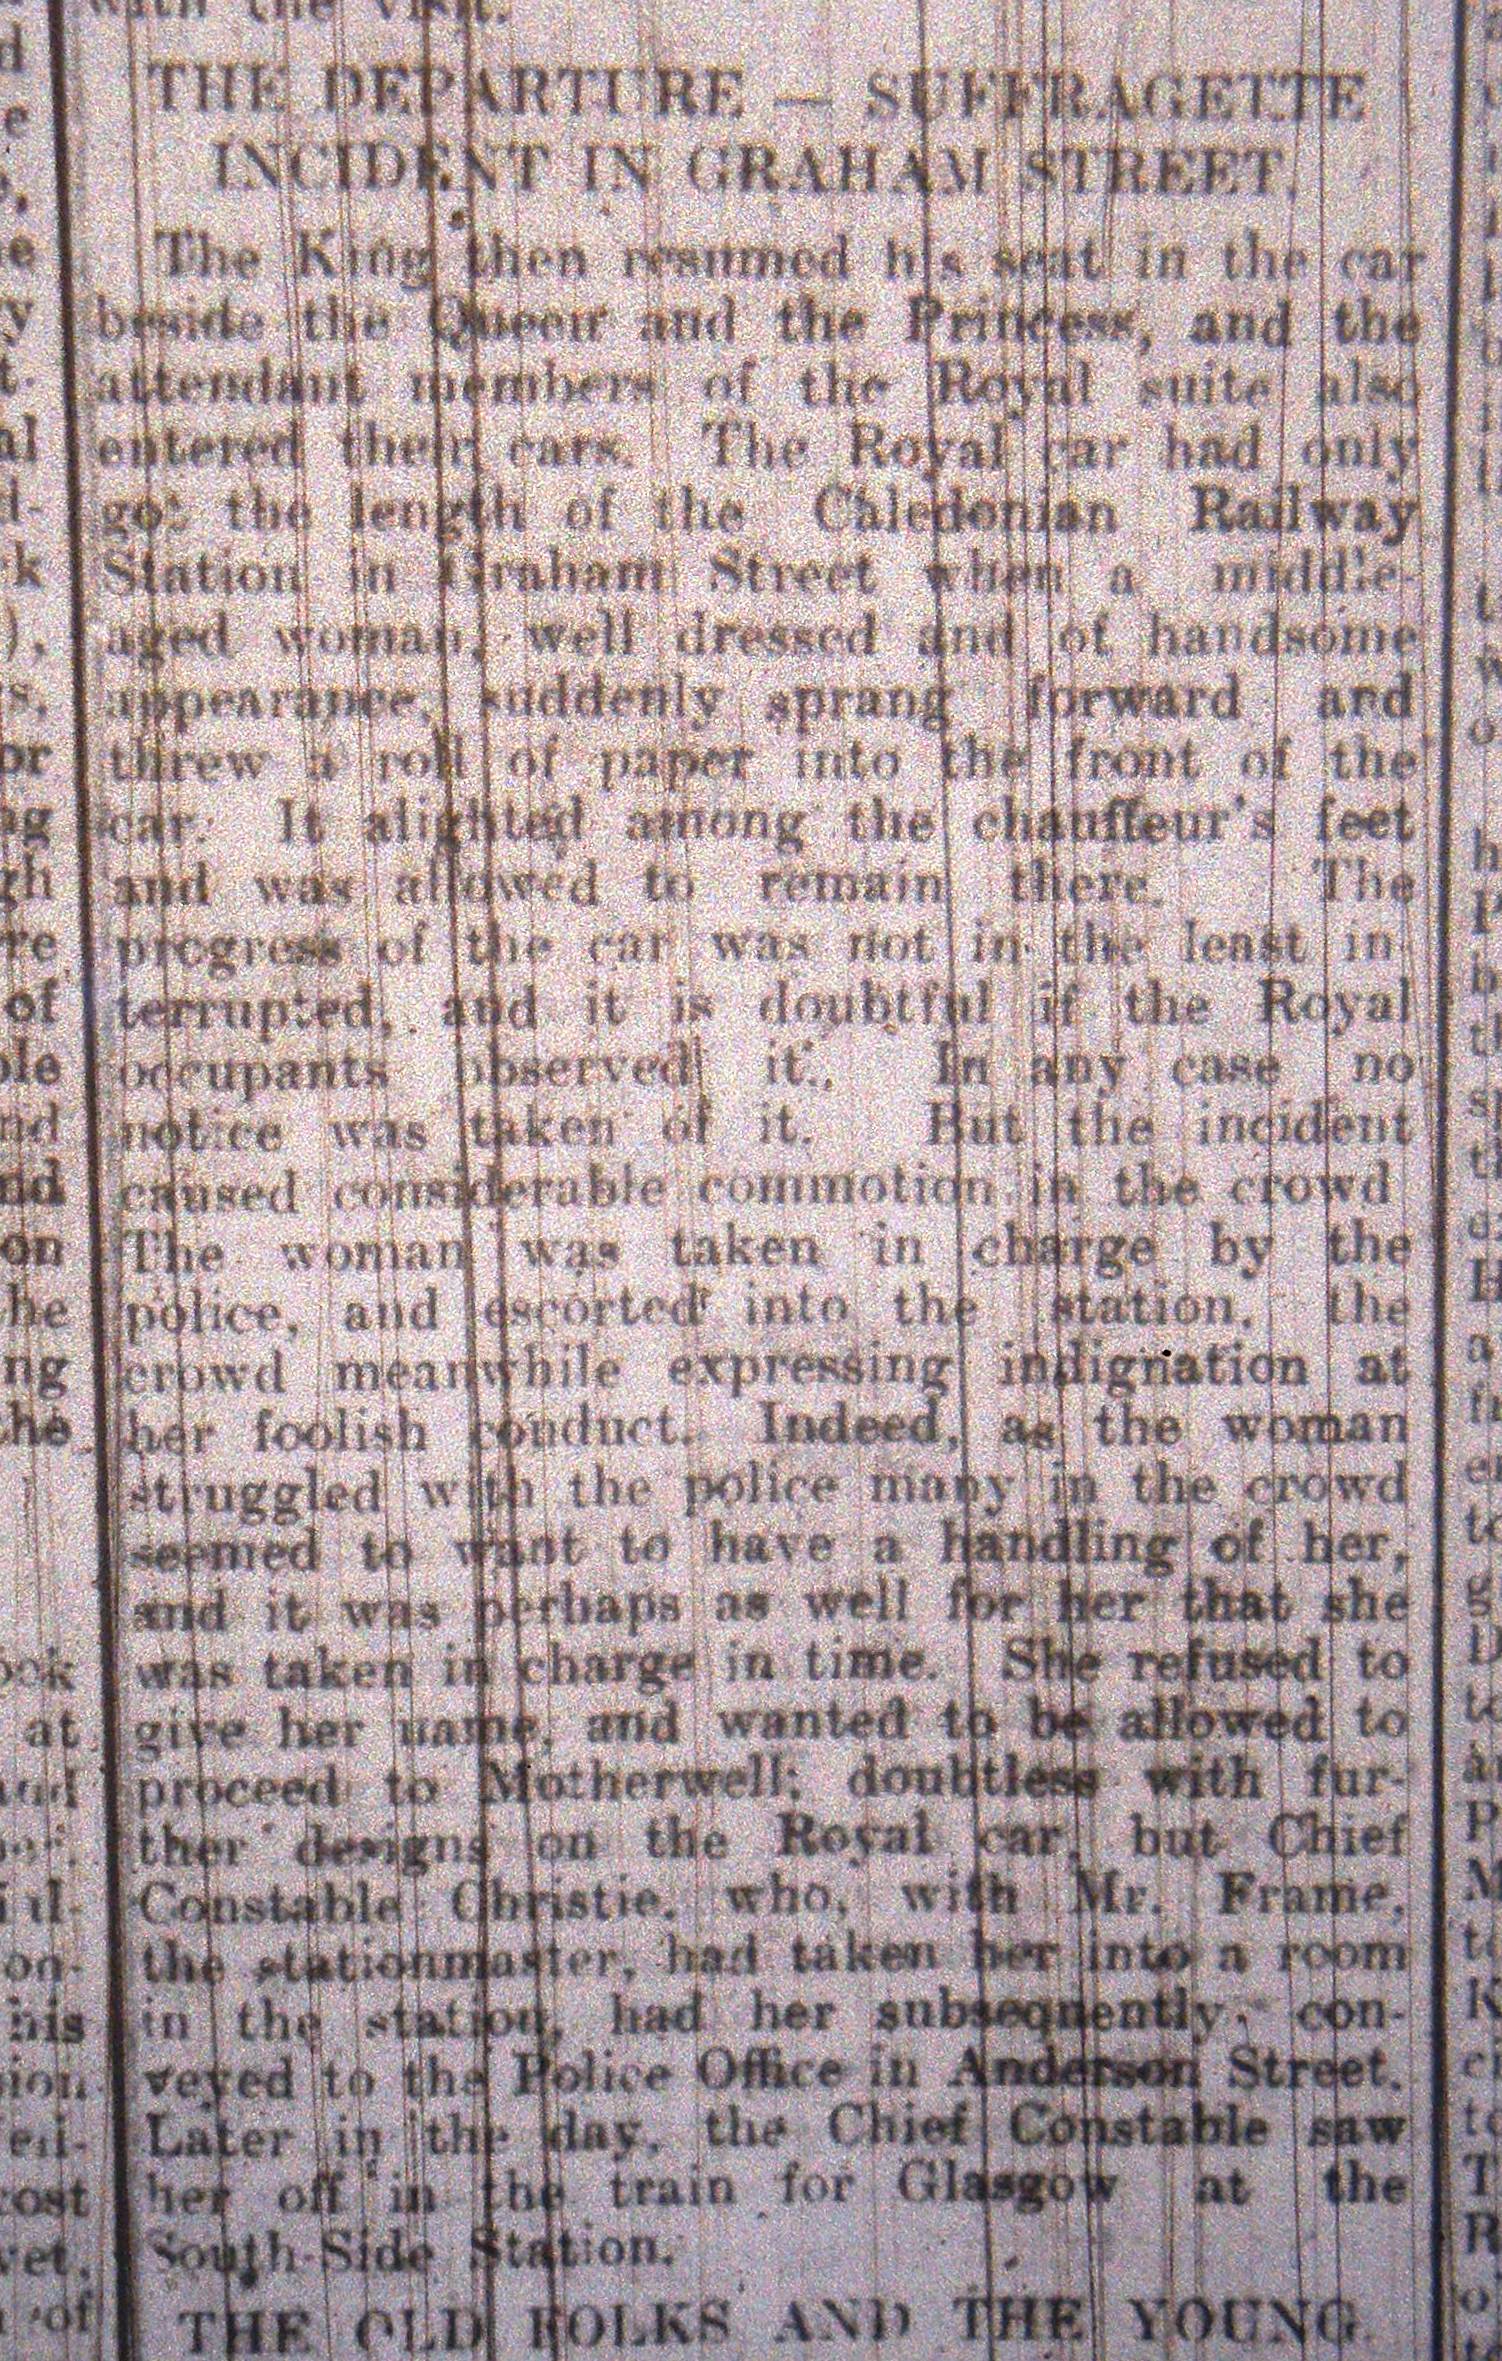 with the visit.
THE DEPARTURE — SUFFRAGETTE
INCIDENT IN GRAHAM STREET.
The King then resumed his seat in the car
beside the Queen and the Princess, and the
attendant members of the Royal suite also
entered their cars. The Royal car had only
got the length of the Caledonian Railway
Station in Graham Street when a middle-
aged woman, well dressed and of handsome
appearance, suddenly sprang forward and
threw a roll of paper into the front of the
car. It alighted among the chauffeur's feet
and was allowed to remain there. The
progress of the car was not in the least in-
terrupted, and it is doubtful if the Royal
occupants observed it. In any case no
notice was taken of it. But the incident
caused considerable commotion in the crowd
The woman was taken in charge by the
police, and escorted into the station, the
crowd meanwhile expressing indignation at
her foolish conduct. Indeed, as the woman
struggled with the police many in the crowd
seemed to want to have a handling of her,
and it was perhaps as well for her that she
was taken in charge in time. She refused to
give her name, and wanted to be allowed to
proceed to Motherwell; doubtless with fur-
ther designs on the Royal car, but Chief
Constable Christie, who, with Mr. Frame,
the stationmaster, had taken her into a room
in the station, had her subsequently con-
veyed to the Police Office in Anderson Street.
Later in the day, the Chief Constable saw
her off in the train for Glasgow at the
South-Side Station.
THE OLD FOLKS AND THE YOUNG